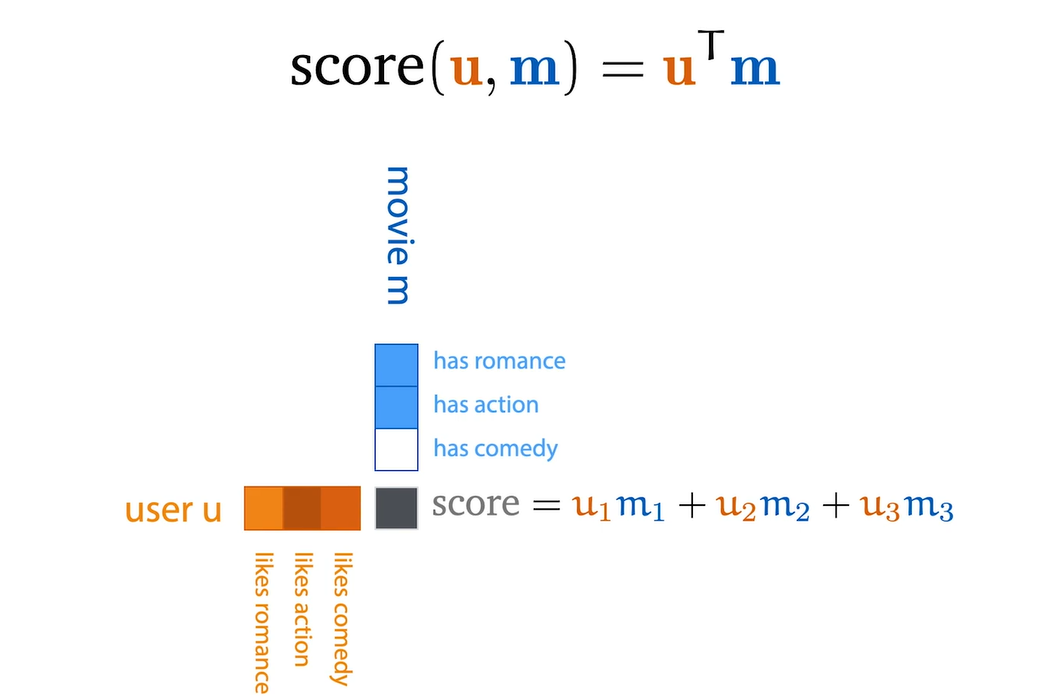 score(u, m) = uᵀm
movie m
has romance
has action
has comedy
user u
score = u₁m₁ + u₂m₂ + u₃m₃
likes romance
likes action
likes comedy